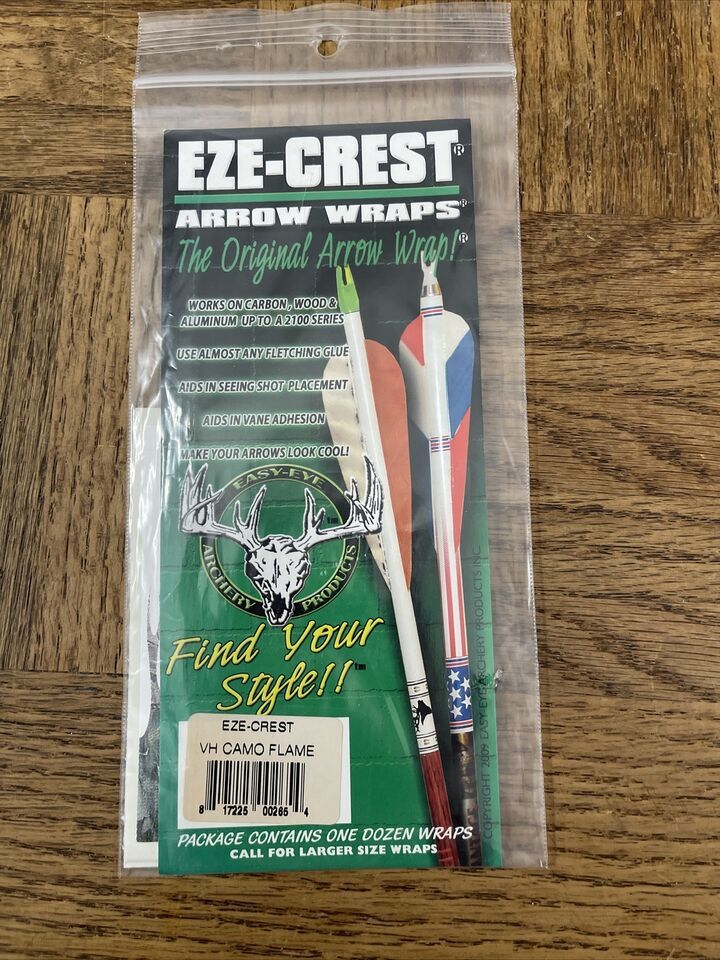 EZE-CREST®
ARROW WRAPS®
The Original Arrow Wrap!®
WORKS ON CARBON, WOOD &
ALUMINUM UP TO A 2100 SERIES
USE ALMOST ANY FLETCHING GLUE
AIDS IN SEEING SHOT PLACEMENT
AIDS IN VANE ADHESION
MAKE YOUR ARROWS LOOK COOL!
EASY-EYE
ARCHERY PRODUCTS
tm
Find Your
Style!!™
EZE-CREST
VH CAMO FLAME
8 17225 00265 4
PACKAGE CONTAINS ONE DOZEN WRAPS
CALL FOR LARGER SIZE WRAPS
COPYRIGHT 2009 EASY-EYE ARCHERY PRODUCTS INC.